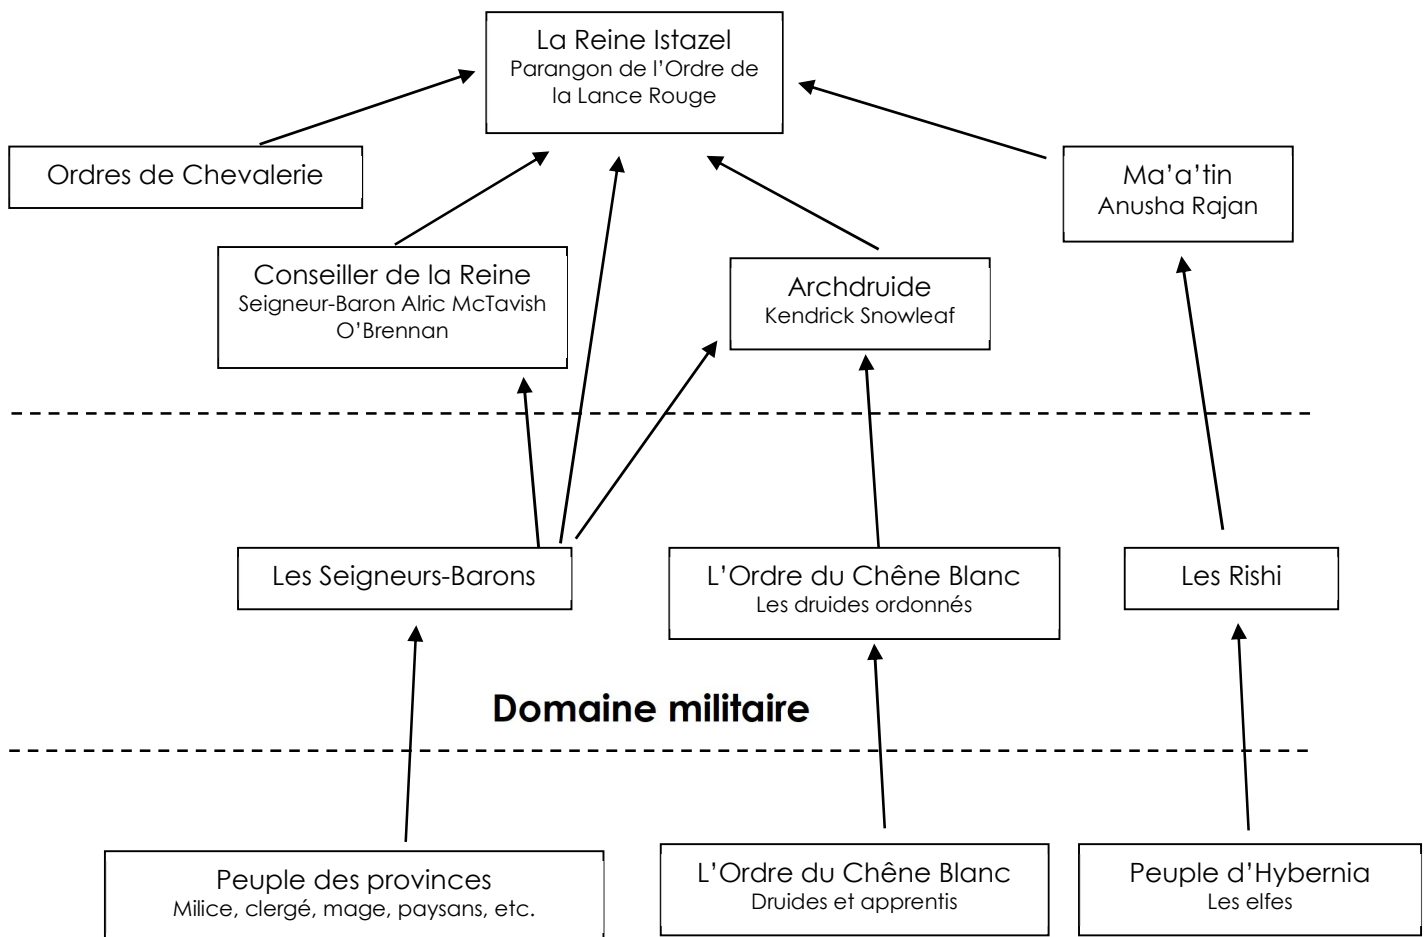 La Reine Istazel
Parangon de l’Ordre de
la Lance Rouge
Ordres de Chevalerie
Ma’a’tin
Anusha Rajan
Conseiller de la Reine
Seigneur-Baron Alric McTavish
O’Brennan
Archdruide
Kendrick Snowleaf
Les Seigneurs-Barons
L’Ordre du Chêne Blanc
Les druides ordonnés
Les Rishi
Domaine militaire
Peuple des provinces
Milice, clergé, mage, paysans, etc.
L’Ordre du Chêne Blanc
Druides et apprentis
Peuple d’Hybernia
Les elfes